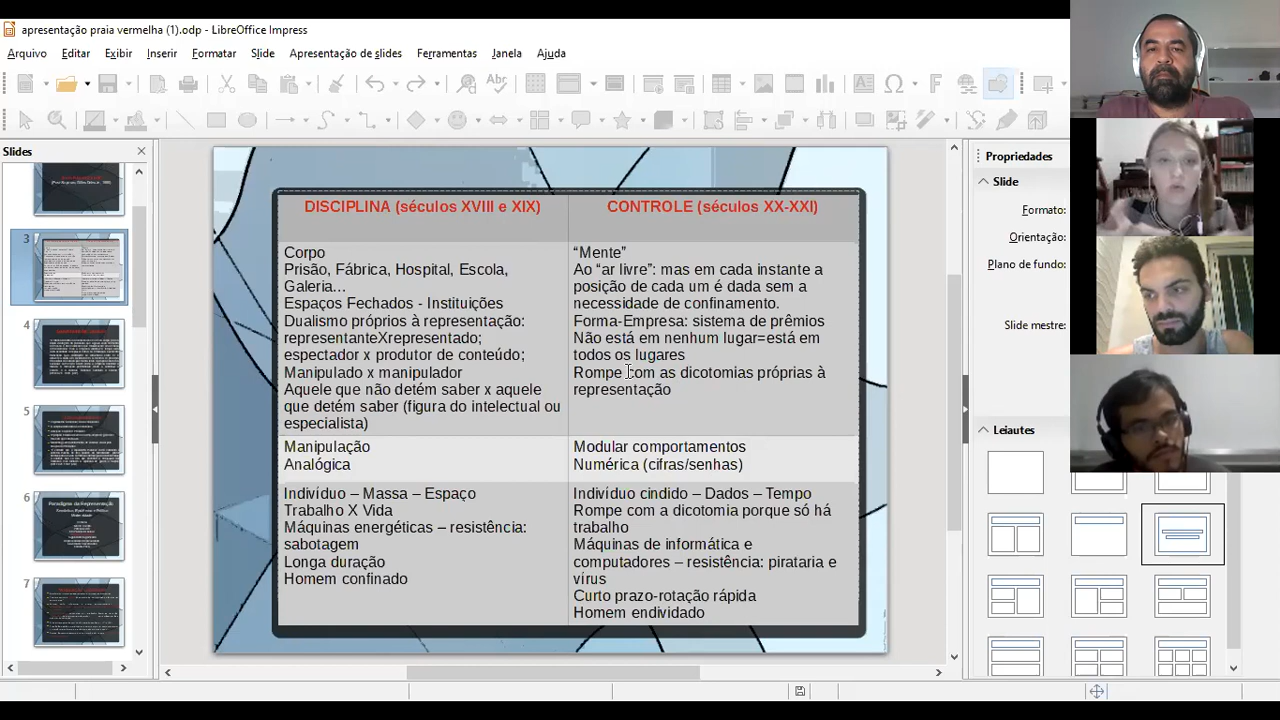 apresentação praia vermelha (1).odp - LibreOffice Impress
Arquivo Editar Exibir Inserir Formatar Slide Apresentação de slides Ferramentas Janela Ajuda
Slides
3
4
5
6
7
DISCIPLINA (séculos XVIII e XIX)
Corpo
Prisão, Fábrica, Hospital, Escola
Galeria...
Espaços Fechados - Instituições
Dualismo próprios à representação:
representanteXrepresentado,
espectador x produtor de conteúdo;
Manipulado x manipulador
Aquele que não detém saber x aquele
que detém saber (figura do intelectual ou
especialista)
CONTROLE (séculos XX-XXI)
“Mente”
Ao “ar livre”: mas em cada instante a
posição de cada um é dada sem a
necessidade de confinamento.
Forma-Empresa: sistema de prêmios
Não está em nenhum lugar=está em
todos os lugares
Rompe com as dicotomias próprias à
representação
Manipulação
Analógica
Modular comportamentos
Numérica (cifras/senhas)
Indivíduo – Massa – Espaço
Trabalho X Vida
Máquinas energéticas – resistência:
sabotagem
Longa duração
Homem confinado
Indivíduo cindido – Dados – Tempo
Rompe com a dicotomia porque só há
trabalho
Máquinas de informática e
computadores – resistência: pirataria e
vírus
Curto prazo-rotação rápida
Homem endividado
Propriedades
Slide
Formato:
Orientação:
Plano de fundo:
Slide mestre:
Leiautes